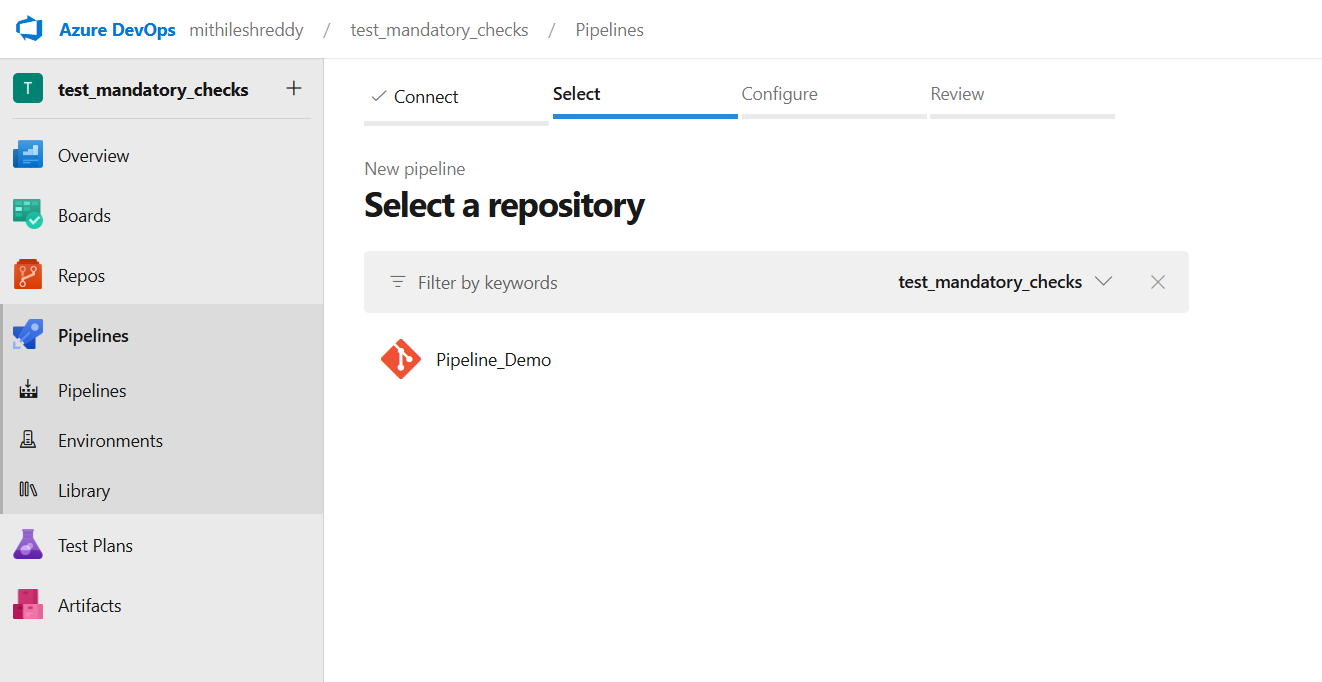 Azure DevOps mithileshreddy / test_mandatory_checks / Pipelines
T test_mandatory_checks +
Overview
Boards
Repos
Pipelines
Pipelines
Environments
Library
Test Plans
Artifacts
Connect Select Configure Review
New pipeline
Select a repository
Filter by keywords test_mandatory_checks
Pipeline_Demo